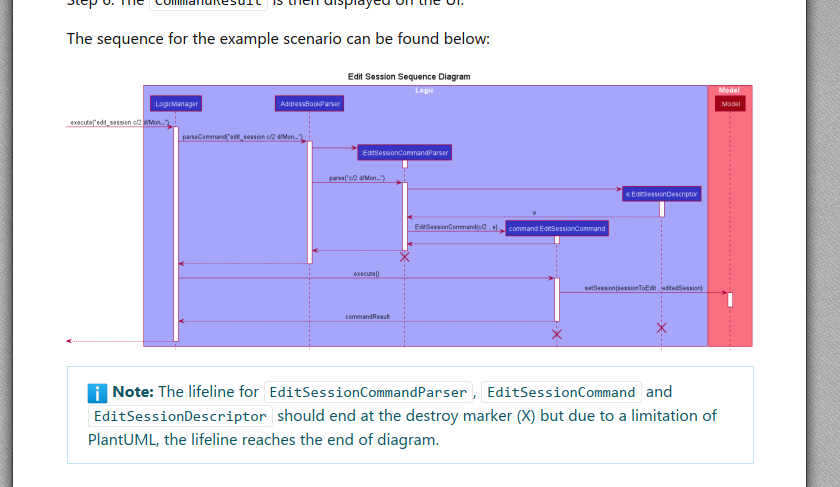 Step 6. The CommandResult is then displayed on the UI.
The sequence for the example scenario can be found below:
Edit Session Sequence Diagram
Logic
Model
:LogicManager
:AddressBookParser
:Model
execute("edit_session c/2 d/Mon...")
parseCommand("edit_session c/2 d/Mon...")
:EditSessionCommandParser
parse("c/2 d/Mon...")
e:EditSessionDescriptor
e
EditSessionCommand(c/2 , e)
command:EditSessionCommand
execute()
setSession(sessionToEdit , editedSession)
commandResult
Note: The lifeline for EditSessionCommandParser , EditSessionCommand and
EditSessionDescriptor should end at the destroy marker (X) but due to a limitation of
PlantUML, the lifeline reaches the end of diagram.